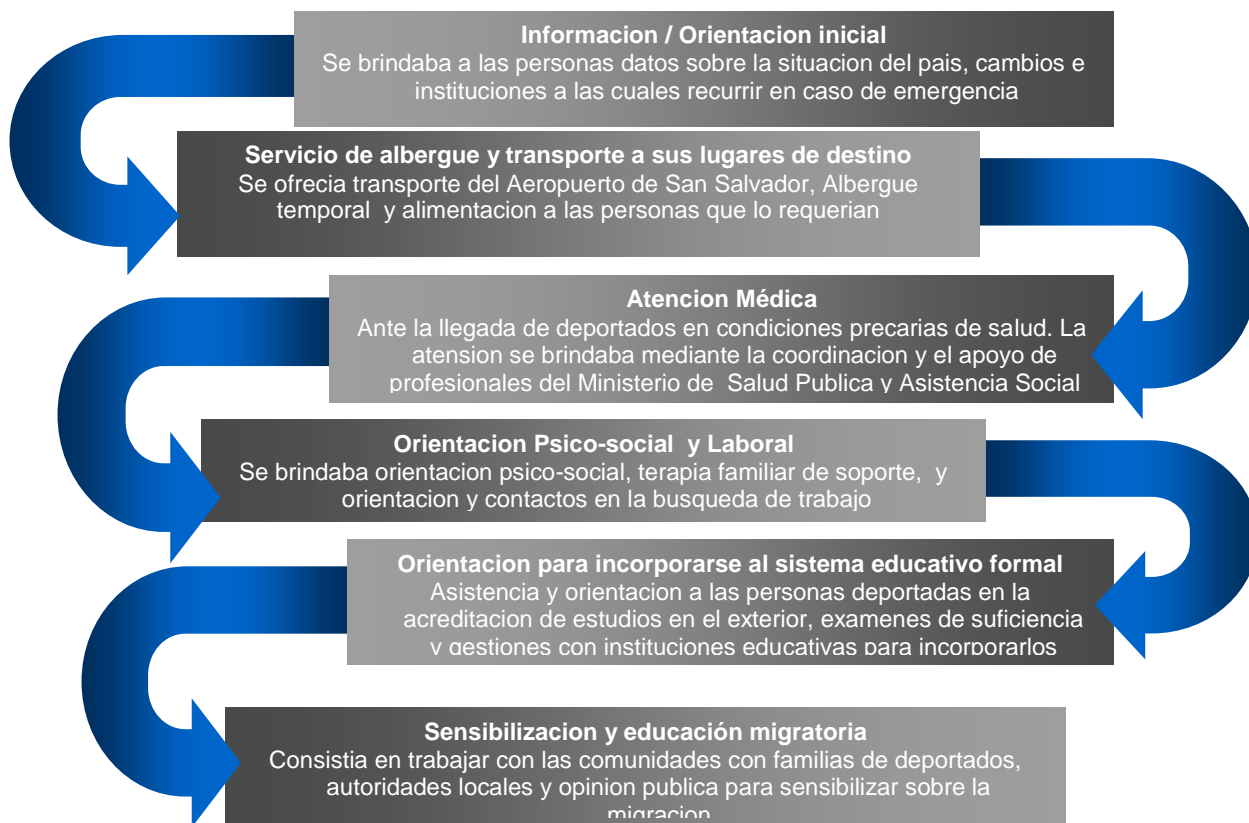 Informacion / Orientacion inicial
Se brindaba a las personas datos sobre la situacion del pais, cambios e
instituciones a las cuales recurrir en caso de emergencia
Servicio de albergue y transporte a sus lugares de destino
Se ofrecia transporte del Aeropuerto de San Salvador, Albergue
temporal y alimentacion a las personas que lo requerian
Atencion Médica
Ante la llegada de deportados en condiciones precarias de salud. La
atension se brindaba mediante la coordinacion y el apoyo de
profesionales del Ministerio de Salud Publica y Asistencia Social
Orientacion Psico-social y Laboral
Se brindaba orientacion psico-social, terapia familiar de soporte, y
orientacion y contactos en la busqueda de trabajo
Orientacion para incorporarse al sistema educativo formal
Asistencia y orientacion a las personas deportadas en la
acreditacion de estudios en el exterior, examenes de suficiencia
y gestiones con instituciones educativas para incorporarlos
Sensibilizacion y educación migratoria
Consistia en trabajar con las comunidades con familias de deportados,
autoridades locales y opinion publica para sensibilizar sobre la
migracion